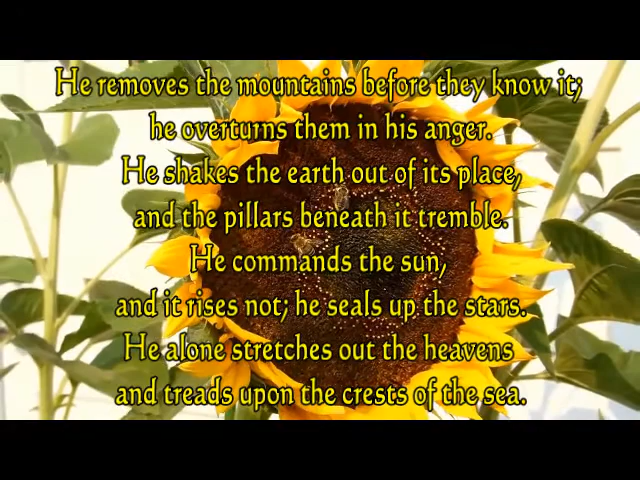 He removes the mountains before they know it;
he overturns them in his anger.
He shakes the earth out of its place,
and the pillars beneath it tremble.
He commands the sun,
and it rises not; he seals up the stars.
He alone stretches out the heavens
and treads upon the crests of the sea.